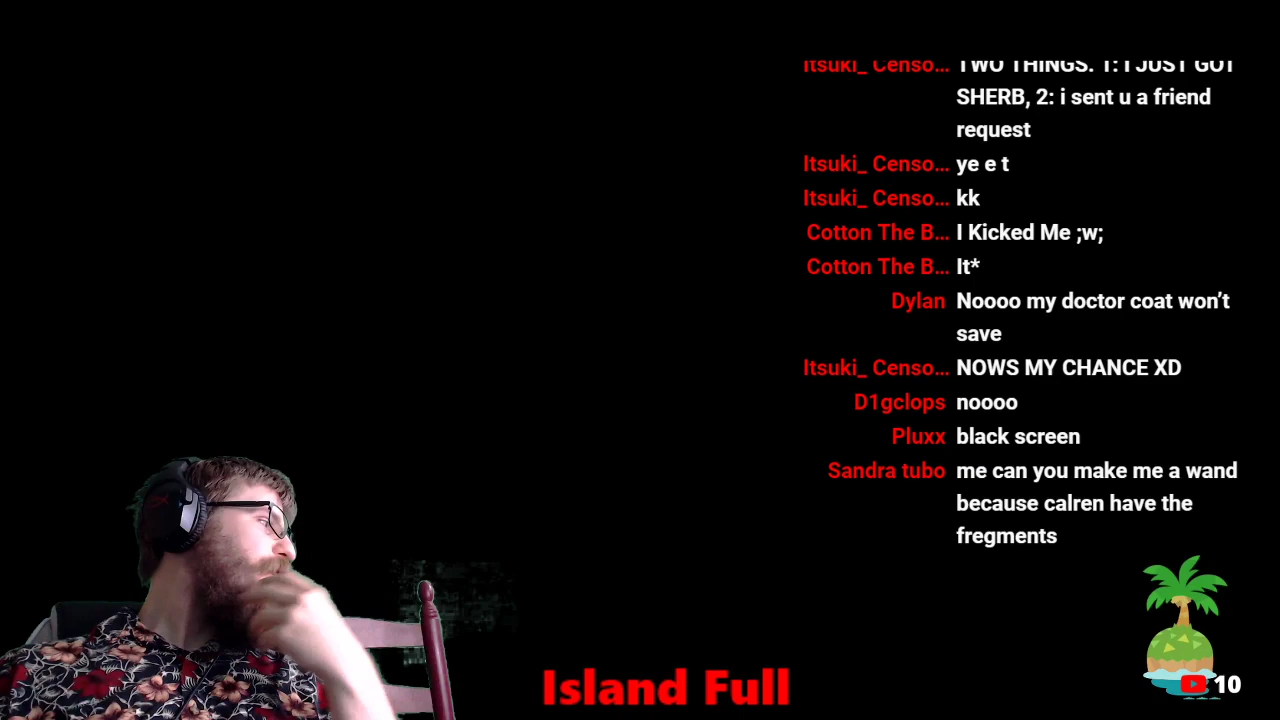 Itsuki_ Censo... TWO THINGS. 1: I JUST GOT
SHERB, 2: i sent u a friend
request
Itsuki_ Censo... ye e t
Itsuki_ Censo... kk
Cotton The B... I Kicked Me ;w;
Cotton The B... It*
Dylan Noooo my doctor coat won’t
save
Itsuki_ Censo... NOWS MY CHANCE XD
D1gclops noooo
Pluxx black screen
Sandra tubo me can you make me a wand
because calren have the
fregments
Island Full
10